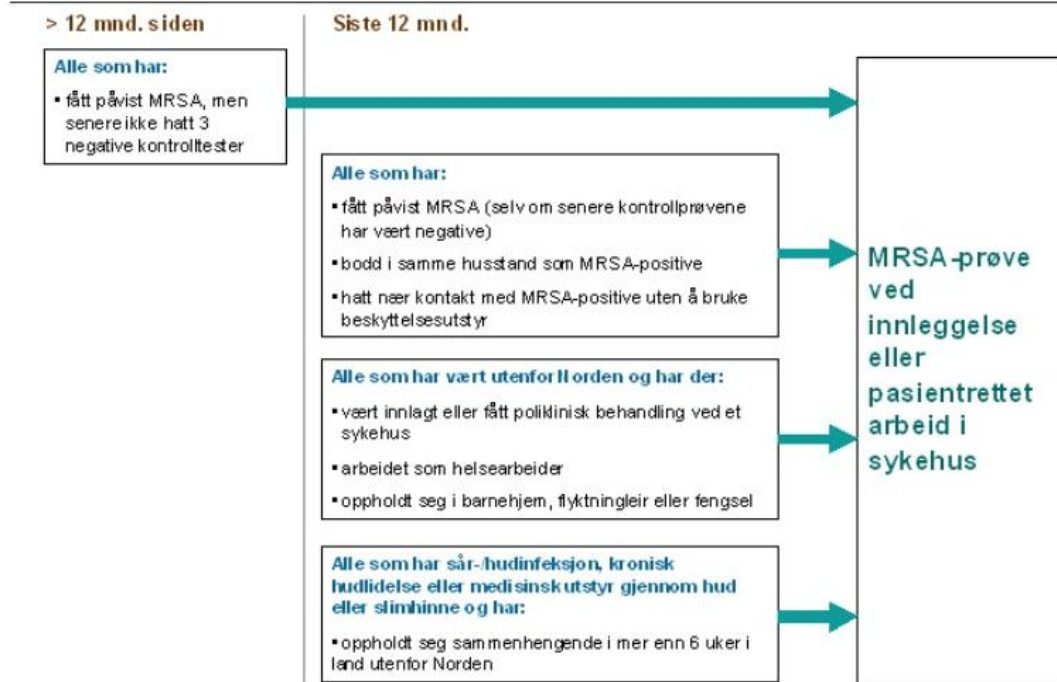 > 12 mnd. siden
Siste 12 mnd.
Alle som har:
▪ fått påvist MRSA, men
senere ikke hatt 3
negative kontrolltester
Alle som har:
▪ fått påvist MRSA (selv om senere kontrollprøvene
har vært negative)
▪ bodd i samme husstand som MRSA-positive
▪ hatt nær kontakt med MRSA-positive uten å bruke
beskyttelsesutstyr
Alle som har vært utenfor Norden og har der:
▪ vært innlagt eller fått poliklinisk behandling ved et
sykehus
▪ arbeidet som helsearbeider
▪ oppholdt seg i barnehjem, flyktningleir eller fengsel
Alle som har sår-/hudinfeksjon, kronisk
hudlidelse eller medisinsk utstyr gjennom hud
eller slimhinne og har:
▪ oppholdt seg sammenhengende i mer enn 6 uker i
land utenfor Norden
MRSA-prøve
ved
innleggelse
eller
pasientrettet
arbeid i
sykehus